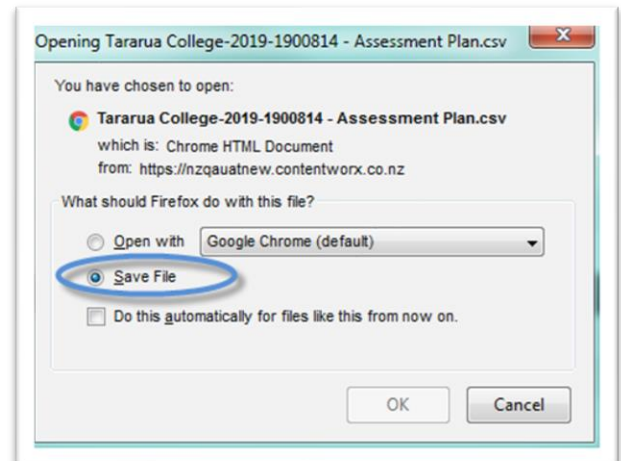 Opening Tararua College-2019-1900814 - Assessment Plan.csv
You have chosen to open:
Tararua College-2019-1900814 - Assessment Plan.csv
which is: Chrome HTML Document
from: https://nzqauatnew.contentworx.co.nz
What should Firefox do with this file?
Open with Google Chrome (default)
Save File
Do this automatically for files like this from now on.
OK Cancel